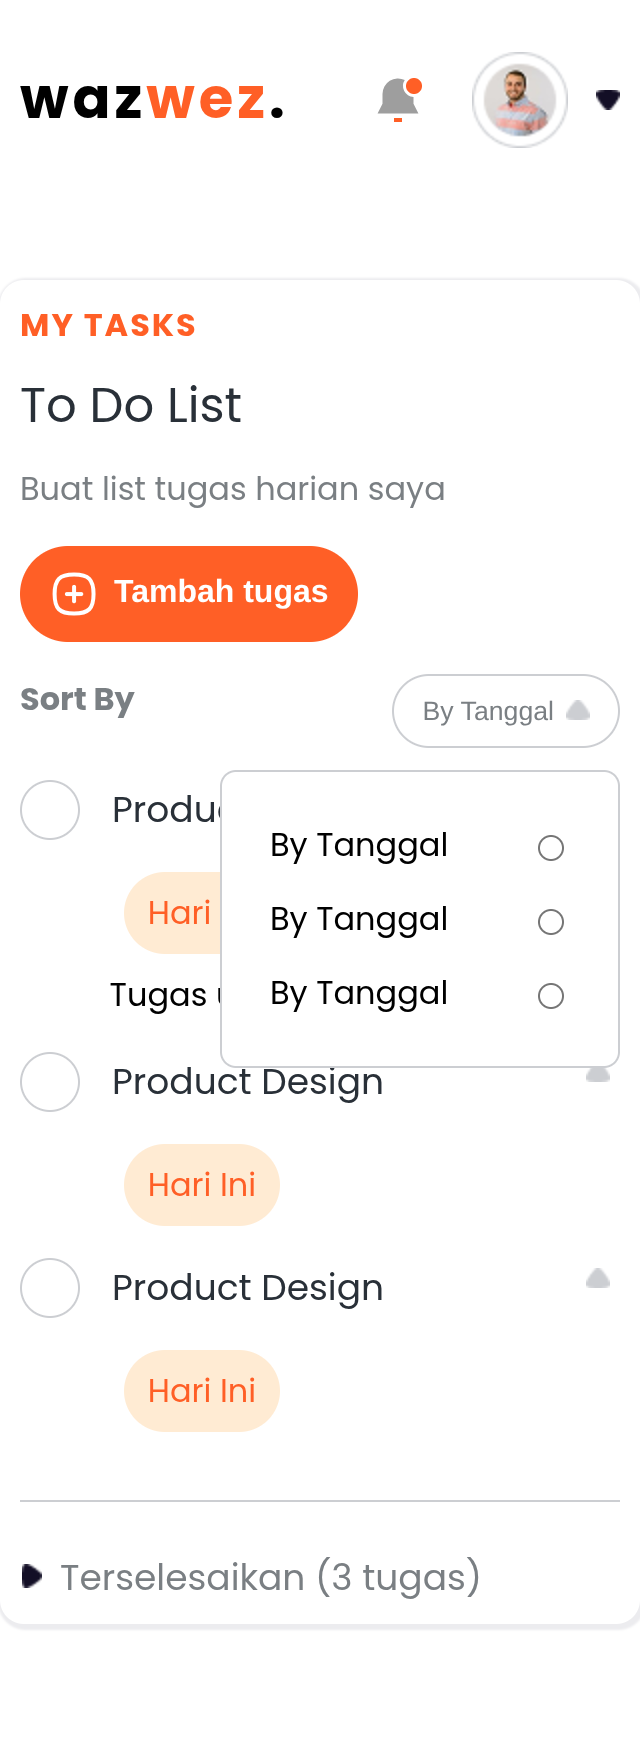 wazwez.
MY TASKS
To Do List
Buat list tugas harian saya
Tambah tugas
Sort By
By Tanggal
By Tanggal
By Tanggal
By Tanggal
Hari
Tugas
Product Design
Hari Ini
Product Design
Hari Ini
Terselesaikan (3 tugas)